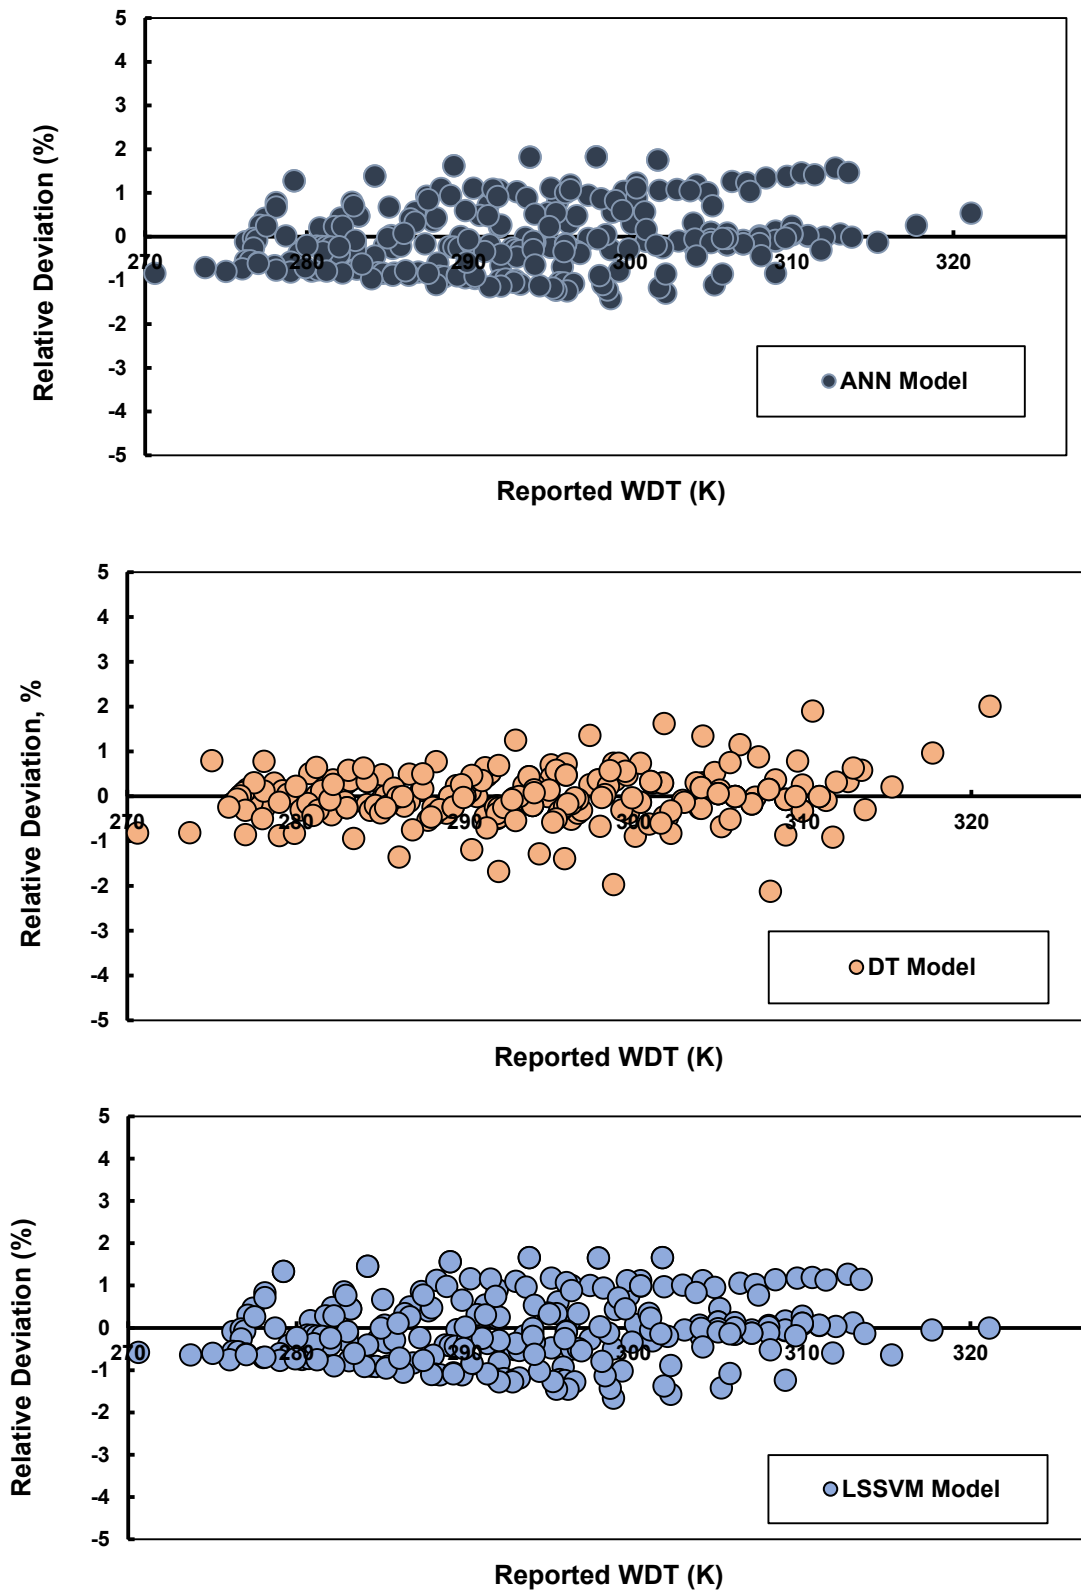 5
4
3
2
1
0
-1
-2
-3
-4
-5
Relative Deviation (%)
270 280 290 300 310 320
ANN Model
Reported WDT (K)
5
4
3
2
1
0
-1
-2
-3
-4
-5
Relative Deviation, %
270 280 290 300 310 320
DT Model
Reported WDT (K)
5
4
3
2
1
0
-1
-2
-3
-4
-5
Relative Deviation (%)
270 280 290 300 310 320
LSSVM Model
Reported WDT (K)